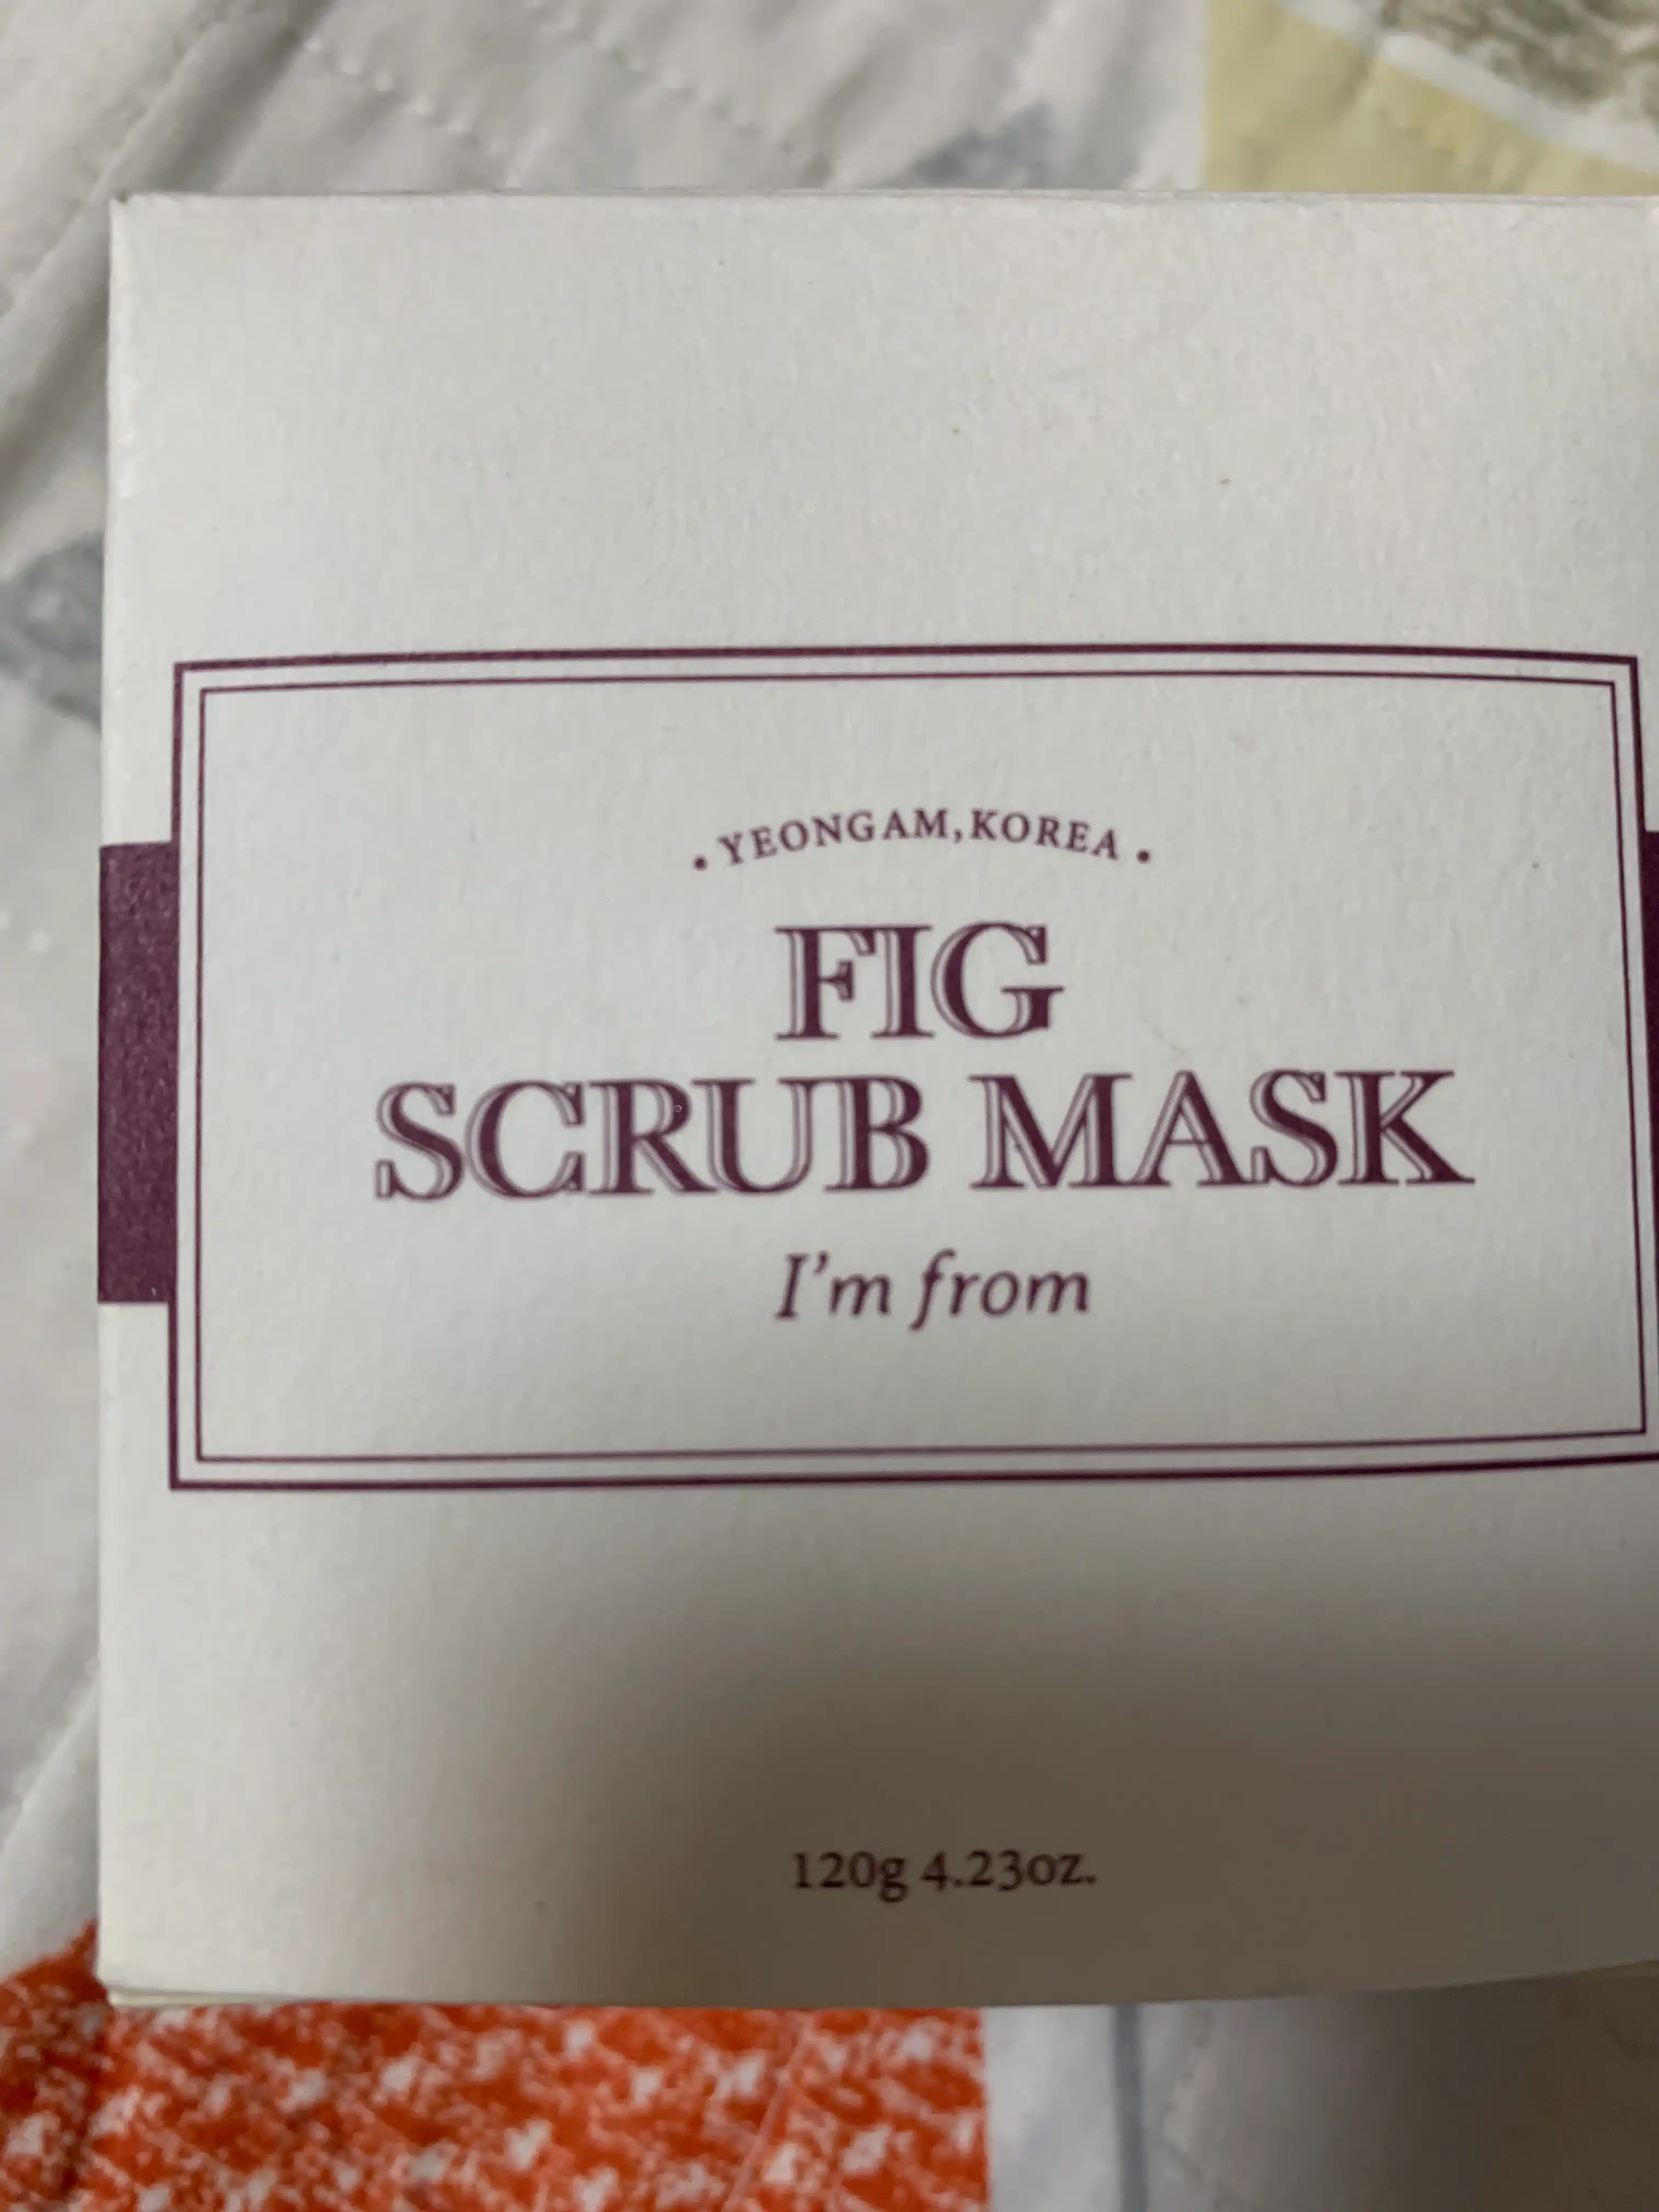 • YEONGAM,KOREA •
FIG
SCRUB MASK
I'm from
120g 4.23oz.